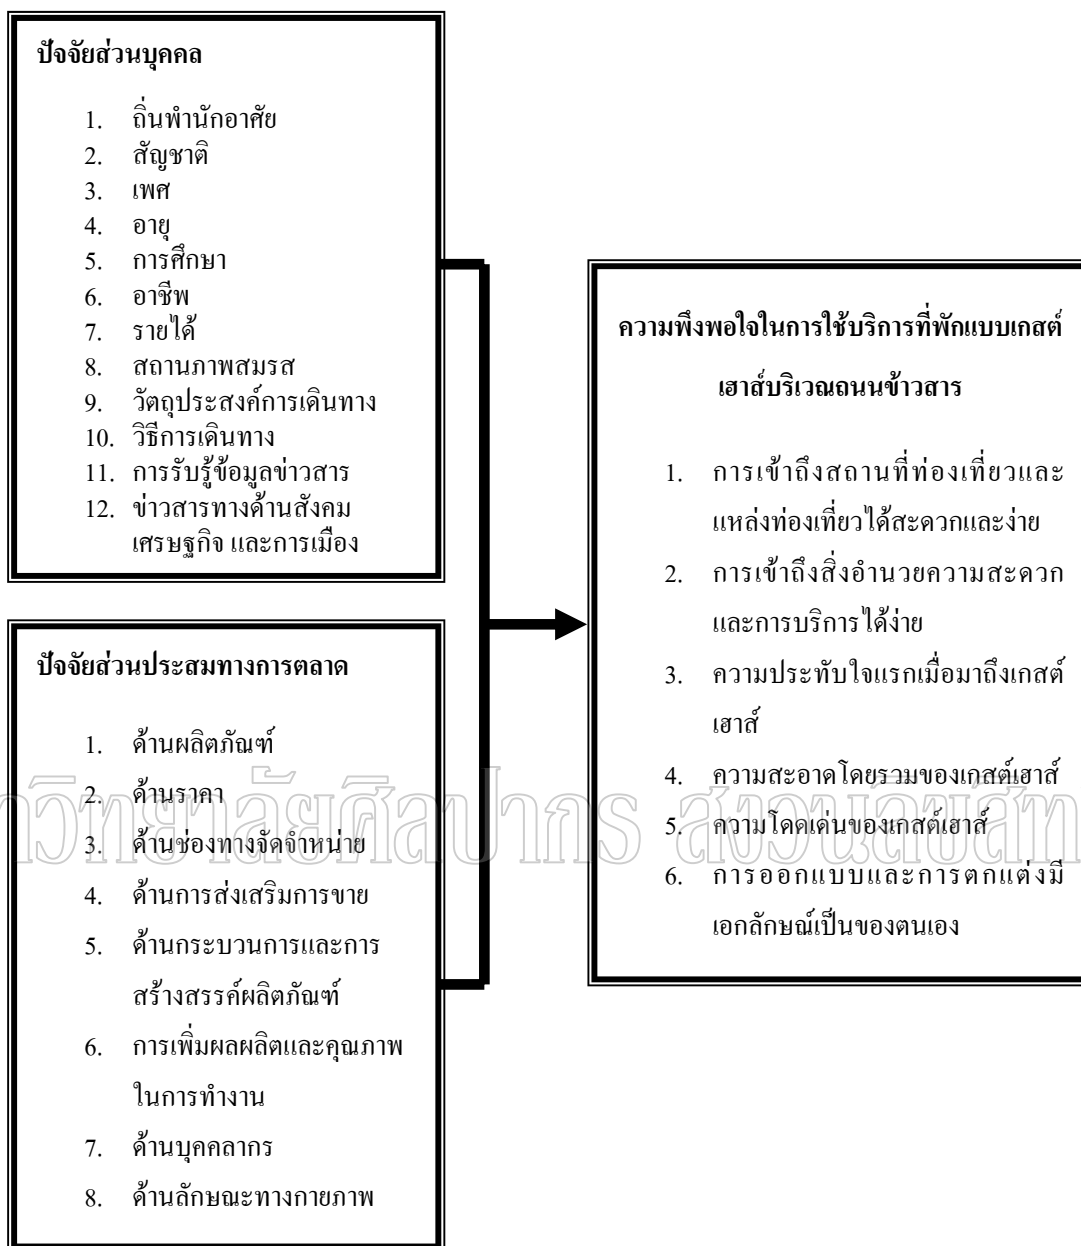 ปัจจัยส่วนบุคคล
1. ถิ่นพำนักอาศัย
2. สัญชาติ
3. เพศ
4. อายุ
5. การศึกษา
6. อาชีพ
7. รายได้
8. สถานภาพสมรส
9. วัตถุประสงค์การเดินทาง
10. วิธีการเดินทาง
11. การรับรู้ข้อมูลข่าวสาร
12. ข่าวสารทางด้านสังคม
เศรษฐกิจ และการเมือง
ปัจจัยส่วนประสมทางการตลาด
1. ด้านผลิตภัณฑ์
2. ด้านราคา
3. ด้านช่องทางจัดจำหน่าย
4. ด้านการส่งเสริมการขาย
5. ด้านกระบวนการและการ
สร้างสรรค์ผลิตภัณฑ์
6. การเพิ่มผลผลิตและคุณภาพ
ในการทำงาน
7. ด้านบุคคลากร
8. ด้านลักษณะทางกายภาพ
ความพึงพอใจในการใช้บริการที่พักแบบเกสต์
เฮาส์บริเวณถนนข้าวสาร
1. การเข้าถึงสถานที่ท่องเที่ยวและ
แหล่งท่องเที่ยวได้สะดวกและง่าย
2. การเข้าถึงสิ่งอำนวยความสะดวก
และการบริการได้ง่าย
3. ความประทับใจแรกเมื่อมาถึงเกสต์
เฮาส์
4. ความสะอาดโดยรวมของเกสต์เฮาส์
5. ความโดดเด่นของเกสต์เฮาส์
6. การออกแบบและการตกแต่งมี
เอกลักษณ์เป็นของตนเอง